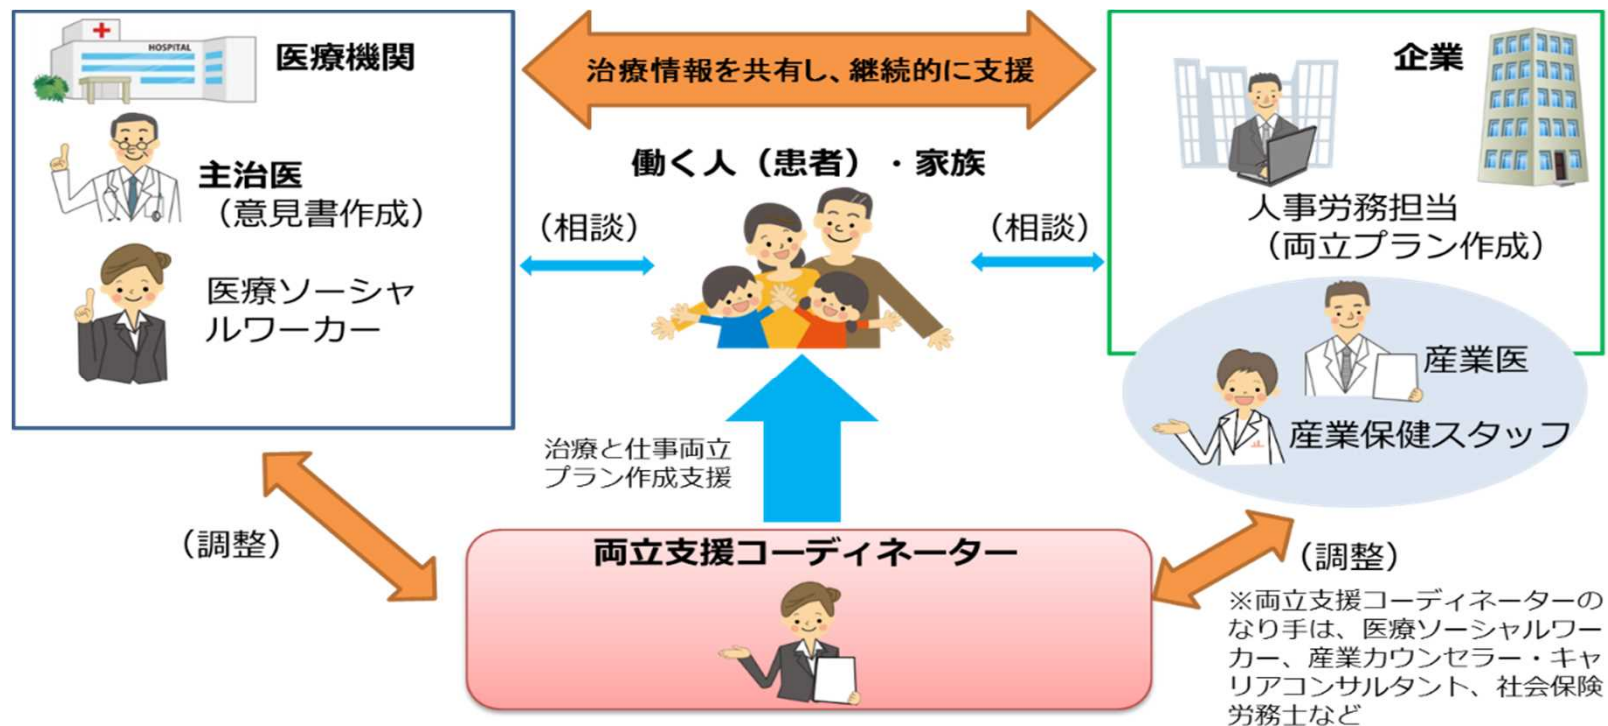 HOSPITAL
医療機関
主治医
（意見書作成）
医療ソーシャ
ルワーカー
治療情報を共有し、継続的に支援
働く人（患者）・家族
（相談）
（相談）
企業
人事労務担当
（両立プラン作成）
産業医
産業保健スタッフ
治療と仕事両立
プラン作成支援
（調整）
両立支援コーディネーター
（調整）
※両立支援コーディネーターの
なり手は、医療ソーシャルワー
カー、産業カウンセラー・キャ
リアコンサルタント、社会保険
労務士など